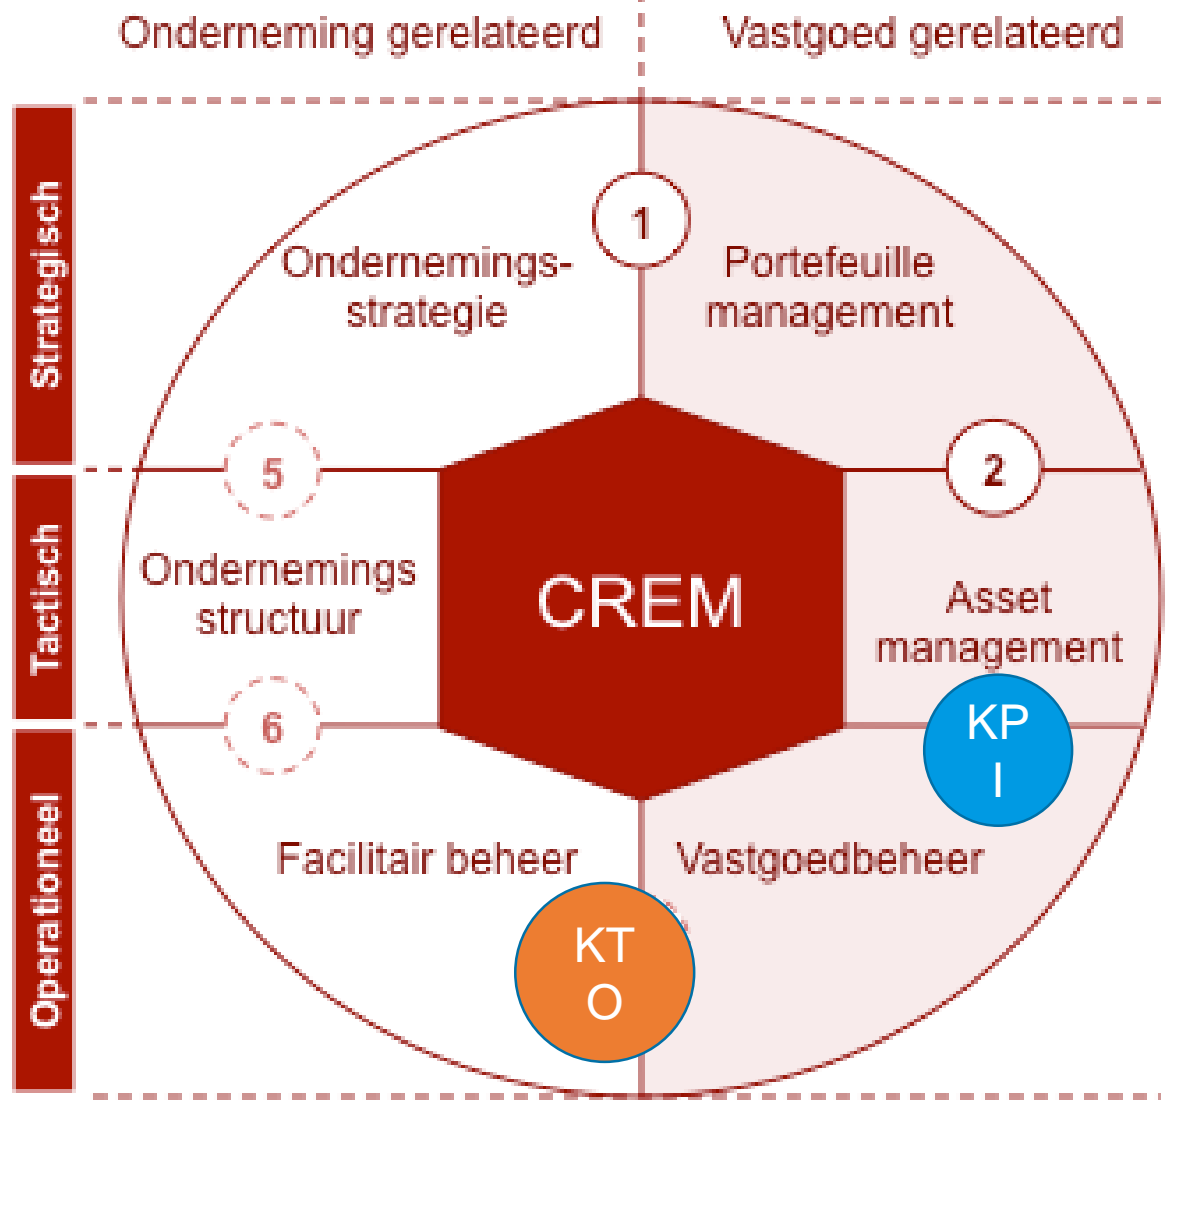 Onderneming gerelateerd
Vastgoed gerelateerd
Strategisch
1
Ondernemings-
strategie
Portefeuille
management
5
2
Tactisch
Ondernemings
structuur
CREM
Asset
management
6
KP
I
Operationeel
Facilitair beheer
Vastgoedbeheer
KT
O